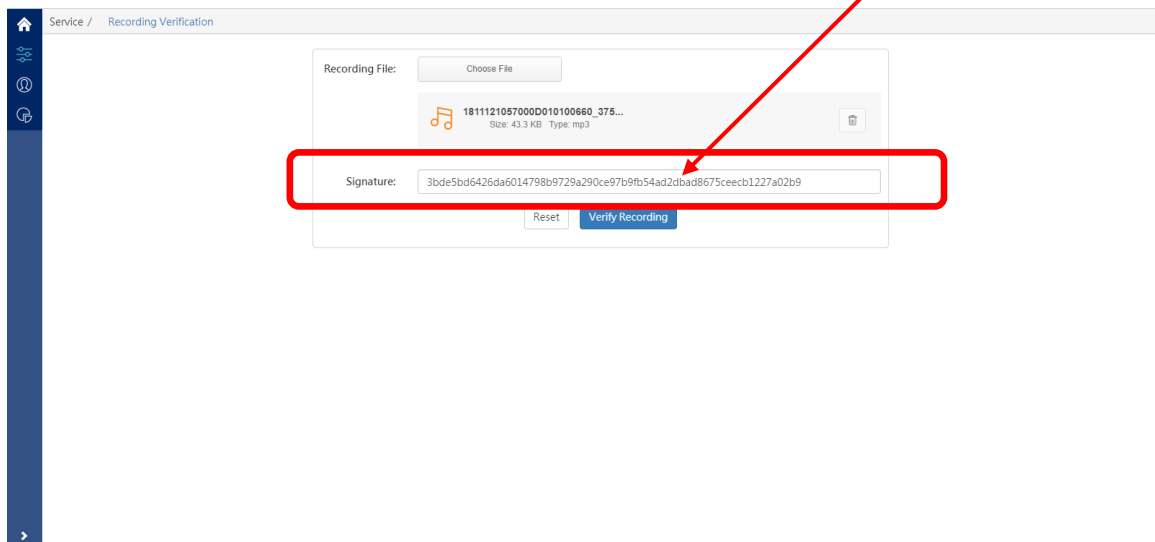 Service / Recording Verification
Recording File: Choose File
1811121057000D010100660_375...
Size: 43.3 KB Type: mp3
Signature: 3bde5bd6426da6014798b9729a290ce97b9fb54ad2dbad8675ceecb1227a02b9
Reset Verify Recording